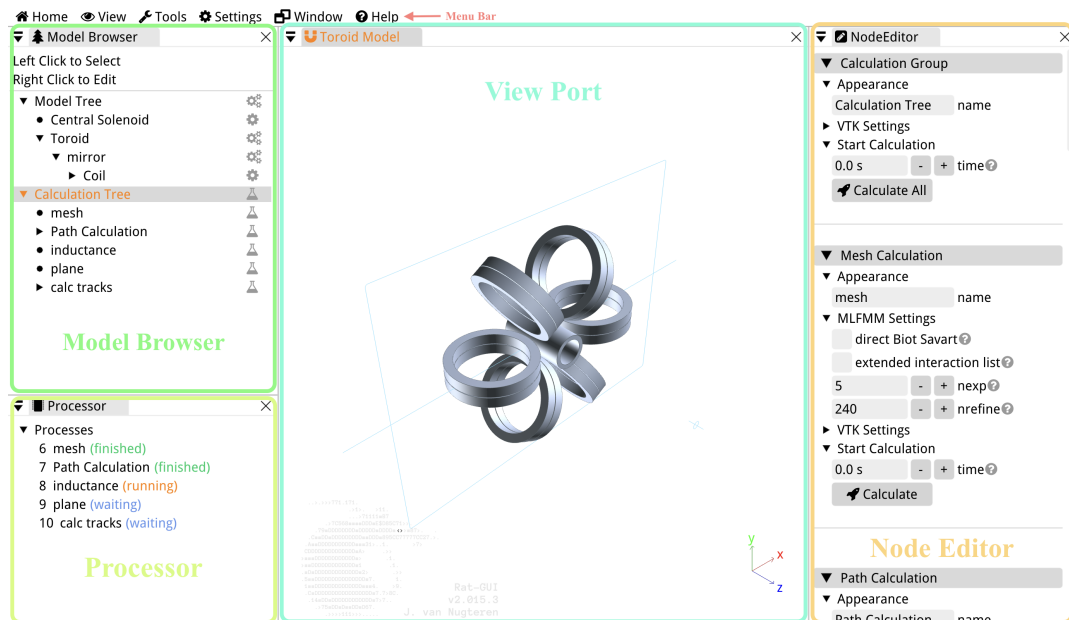 Home View Tools Settings Window Help Menu Bar
Model Browser
Left Click to Select
Right Click to Edit
Model Tree
Central Solenoid
Toroid
mirror
Coil
Calculation Tree
mesh
Path Calculation
inductance
plane
calc tracks
Model Browser
Processor
Processes
6 mesh (finished)
7 Path Calculation (finished)
8 inductance (running)
9 plane (waiting)
10 calc tracks (waiting)
Processor
Toroid Model
View Port
y
x
z
Rat-GUI
v2.015.3
J. van Nugteren
NodeEditor
Calculation Group
Appearance
Calculation Tree name
VTK Settings
Start Calculation
0.0 s - + time
Calculate All
Mesh Calculation
Appearance
mesh name
MLFMM Settings
direct Biot Savart
extended interaction list
5 - + nexp
240 - + nrefine
VTK Settings
Start Calculation
0.0 s - + time
Calculate
Node Editor
Path Calculation
Appearance
Path Calculation name